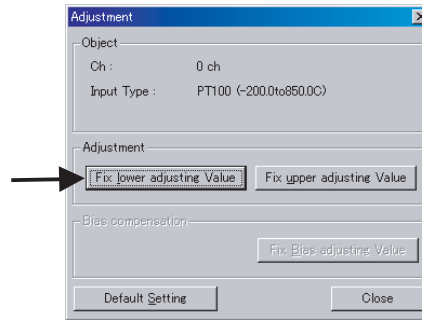 Adjustment
Object
Ch : 0 ch
Input Type : PT100 (-200.0to850.0C)
Adjustment
Fix lower adjusting Value Fix upper adjusting Value
Bias compensation
Fix Bias adjusting Value
Default Setting Close